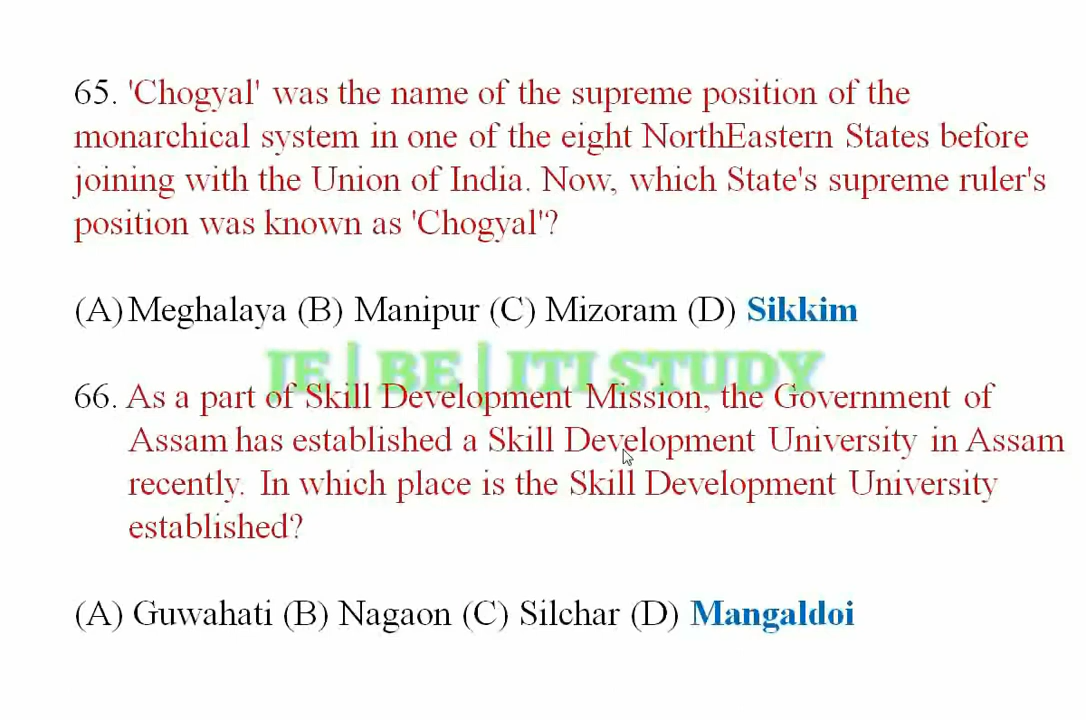 65. 'Chogyal' was the name of the supreme position of the
monarchical system in one of the eight NorthEastern States before
joining with the Union of India. Now, which State's supreme ruler's
position was known as 'Chogyal'?
(A) Meghalaya (B) Manipur (C) Mizoram (D) Sikkim
JE | BE | ITI STUDY
66. As a part of Skill Development Mission, the Government of
Assam has established a Skill Development University in Assam
recently. In which place is the Skill Development University
established?
(A) Guwahati (B) Nagaon (C) Silchar (D) Mangaldoi